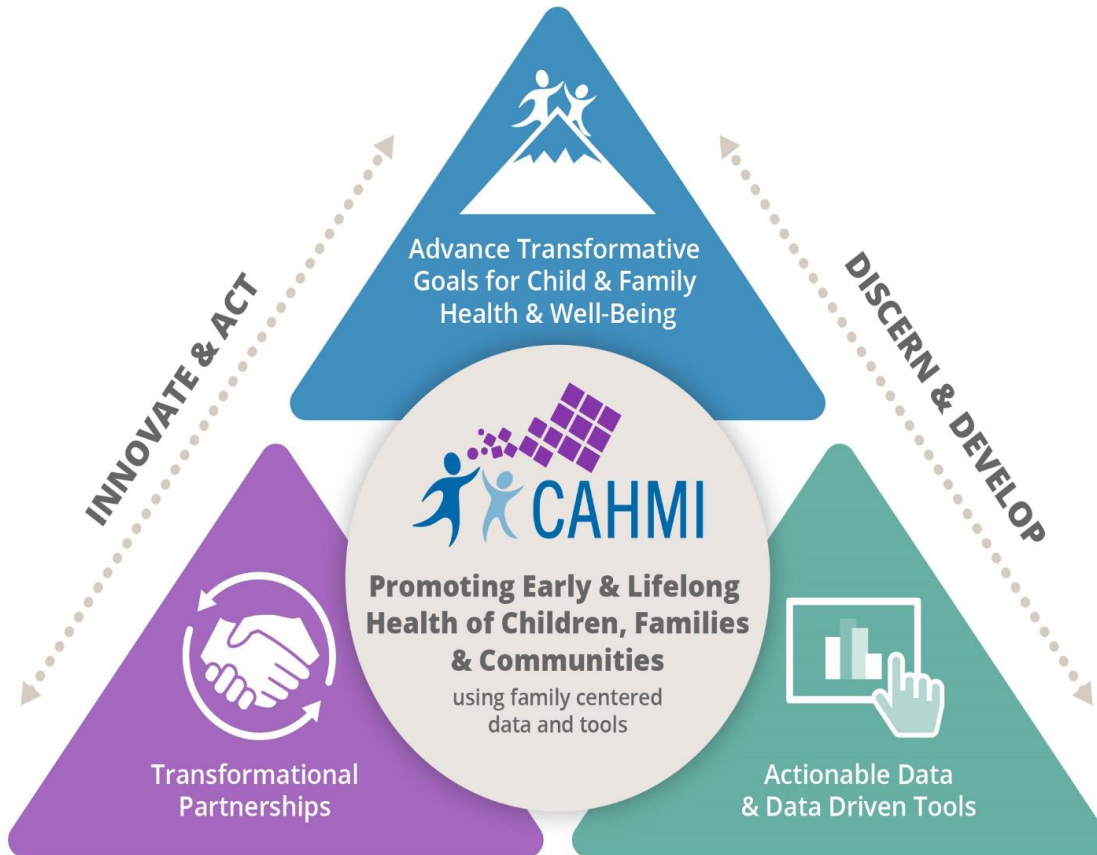 Advance Transformative
Goals for Child & Family
Health & Well-Being
INNOVATE & ACT
DISCERN & DEVELOP
CAHMI
Promoting Early & Lifelong
Health of Children, Families
& Communities
using family centered
data and tools
Transformational
Partnerships
Actionable Data
& Data Driven Tools